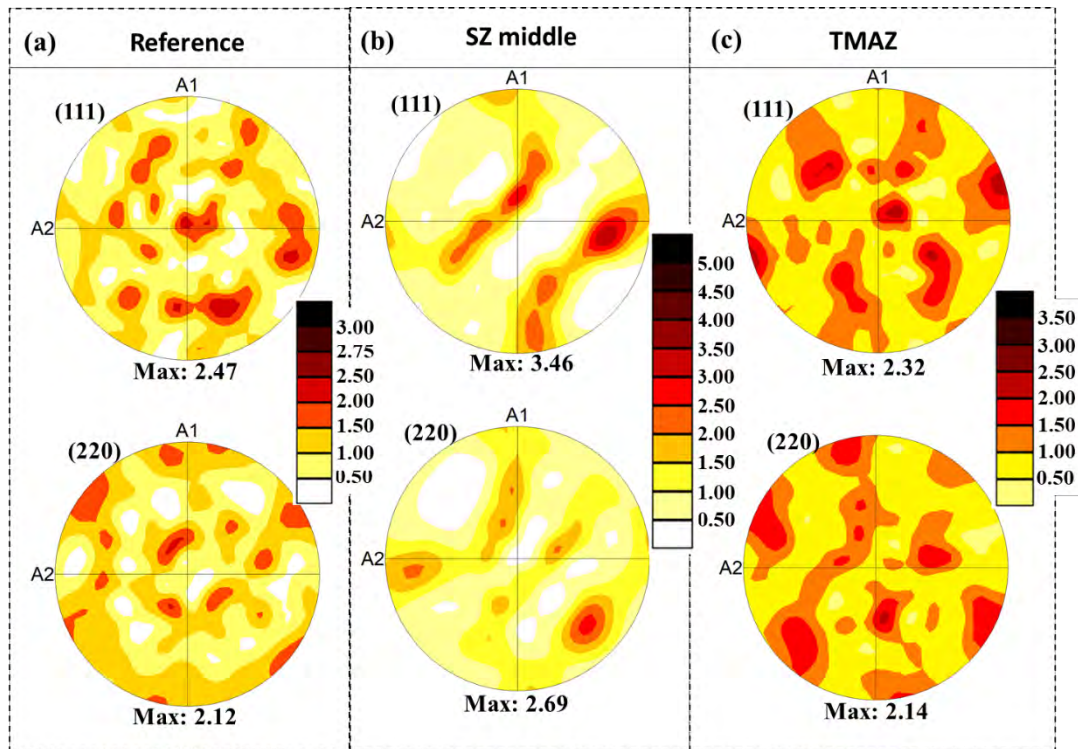 (a) Reference
(b) SZ middle
(c) TMAZ
A1
(111)
A2
Max: 2.47
3.00
2.75
2.50
2.00
1.50
1.00
0.50
A1
(220)
A2
Max: 2.12
A1
(111)
A2
Max: 3.46
5.00
4.50
4.00
3.50
3.00
2.50
2.00
1.50
1.00
0.50
A1
(220)
A2
Max: 2.69
A1
(111)
A2
Max: 2.32
3.50
3.00
2.50
2.00
1.50
1.00
0.50
A1
(220)
A2
Max: 2.14